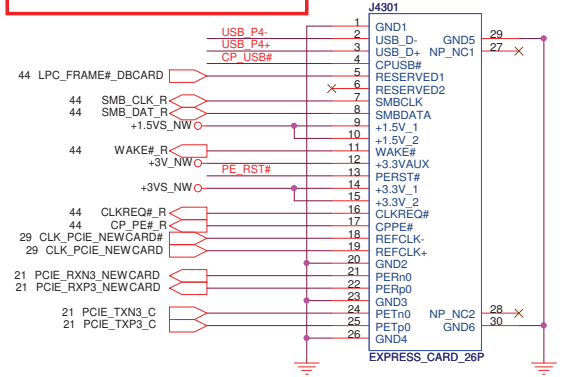 J4301
1 GND1
USB_P4- 2 USB_D- GND5 29
USB_P4+ 3 USB_D+ NP_NC1 27
CP_USB# 4 CPUSB#
44 LPC_FRAME#_DBCARD 5 RESERVED1
6 RESERVED2
44 SMB_CLK_R 7 SMBCLK
44 SMB_DAT_R 8 SMBDATA
+1.5VS_NW 9 +1.5V_1
10 +1.5V_2
44 WAKE#_R 11 WAKE#
+3V_NW 12 +3.3VAUX
PE_RST# 13 PERST#
+3VS_NW 14 +3.3V_1
15 +3.3V_2
44 CLKREQ#_R 16 CLKREQ#
44 CP_PE#_R 17 CPPE#
29 CLK_PCIE_NEWCARD# 18 REFCLK-
29 CLK_PCIE_NEWCARD 19 REFCLK+
20 GND2
21 PCIE_RXN3_NEWCARD 21 PERn0
21 PCIE_RXP3_NEWCARD 22 PERp0
23 GND3
21 PCIE_TXN3_C 24 PETn0 NP_NC2 28
21 PCIE_TXP3_C 25 PETp0 GND6 30
26 GND4
EXPRESS_CARD_26P